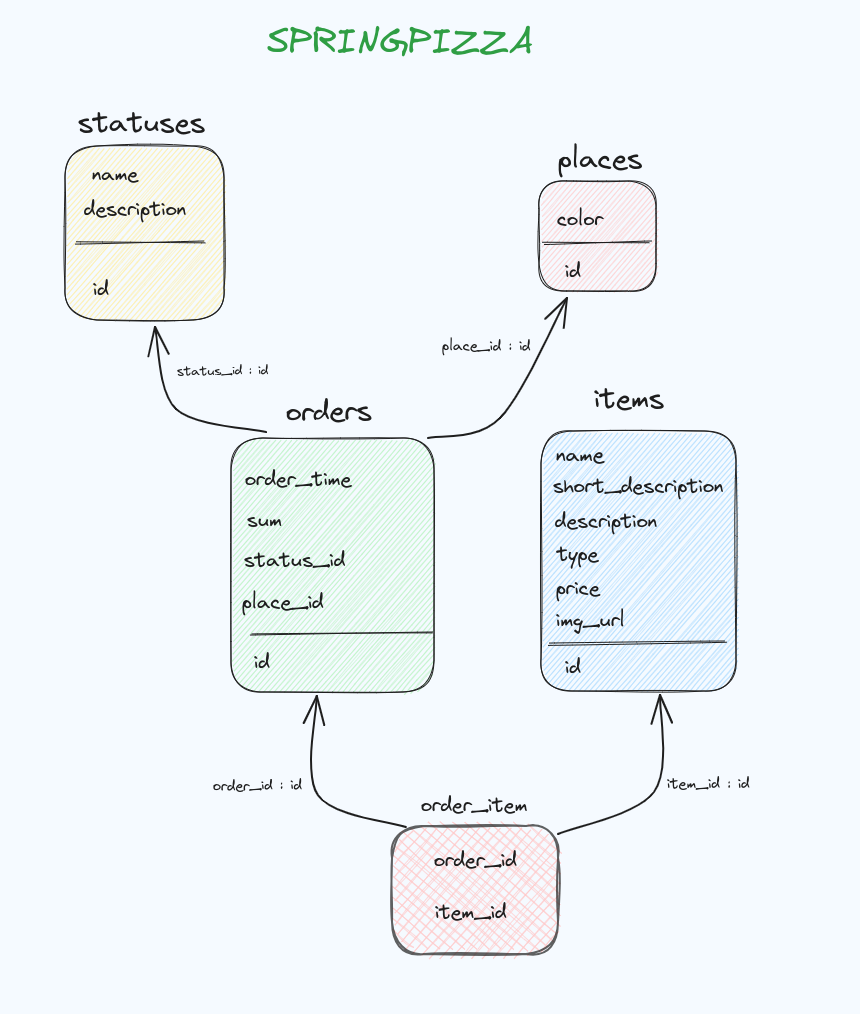 SPRINGPIZZA
statuses
name
description
id
places
color
id
status_id : id
place_id : id
orders
order_time
sum
status_id
place_id
id
items
name
short_description
description
type
price
img_url
id
order_id : id
item_id : id
order_item
order_id
item_id